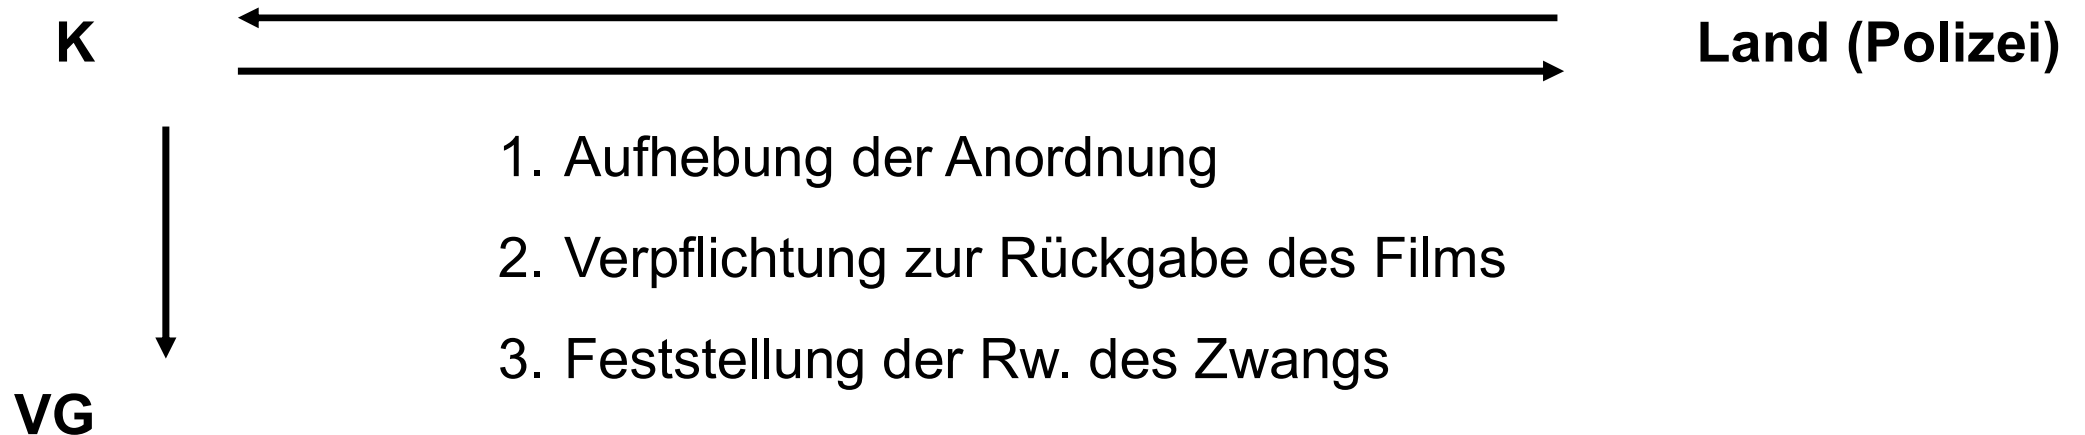 K
Land (Polizei)
1. Aufhebung der Anordnung
2. Verpflichtung zur Rückgabe des Films
3. Feststellung der Rw. des Zwangs
VG